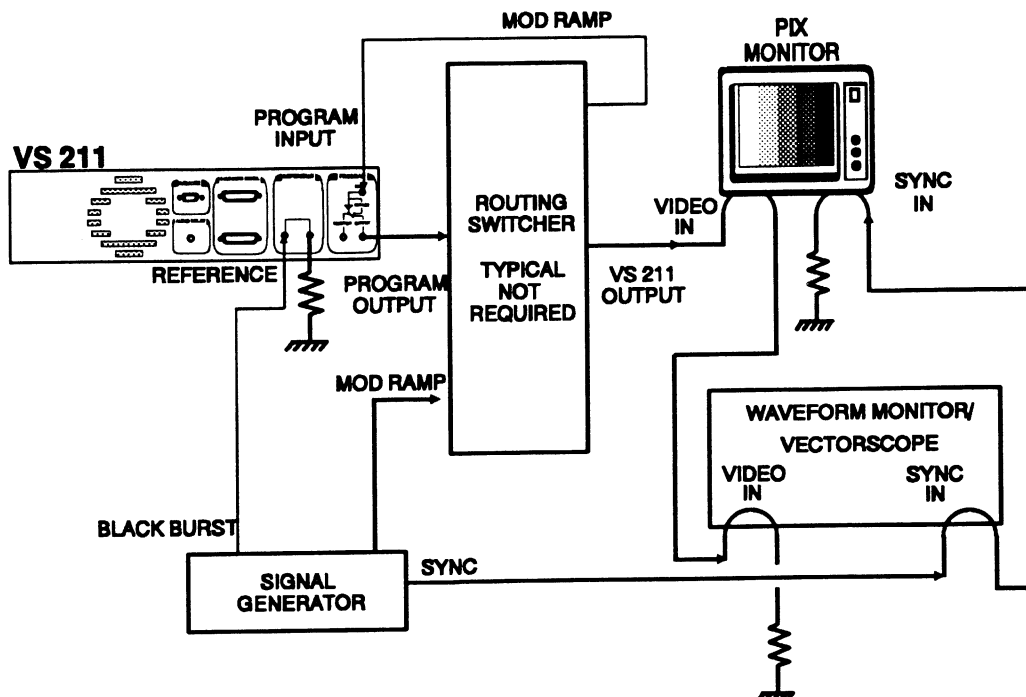 MOD RAMP
PIX
MONITOR
PROGRAM
INPUT
VS 211
ROUTING
SWITCHER
TYPICAL
NOT
REQUIRED
VIDEO
IN
SYNC
IN
REFERENCE
PROGRAM
OUTPUT
VS 211
OUTPUT
MOD RAMP
WAVEFORM MONITOR/
VECTORSCOPE
VIDEO
IN
SYNC
IN
BLACK BURST
SIGNAL
GENERATOR
SYNC